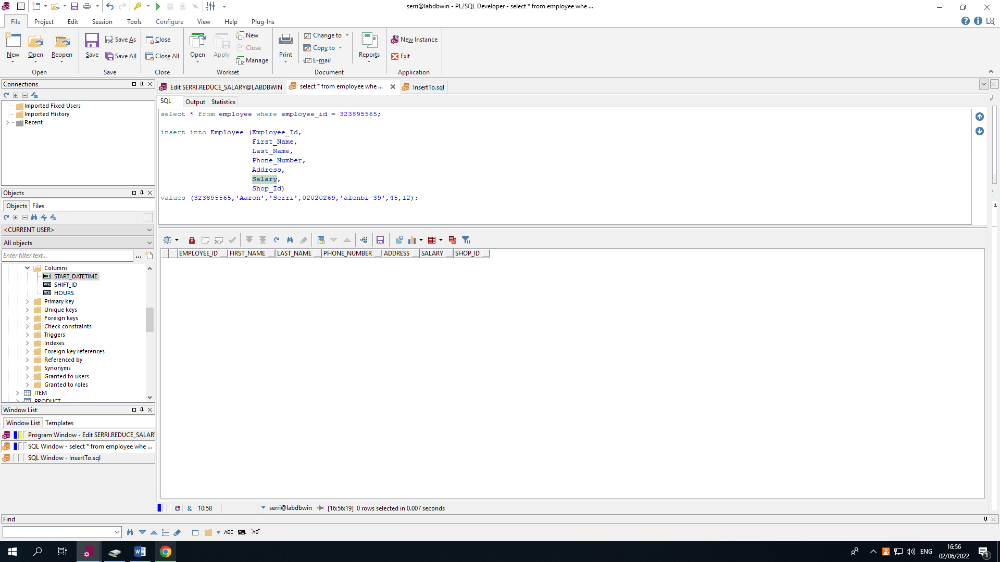 serri@labdbwin - PL/SQL Developer - select * from employee whe ...
File Project Edit Session Tools Configure View Help Plug-Ins
New Open Reopen Save Save As Save All Close Close All Open Apply New Close Manage Print Change to Copy to E-mail Reports New Instance Exit
Open Save Close Workset Document Application
Connections
Imported Fixed Users
Imported History
Recent
Objects
Objects Files
<CURRENT USER>
All objects
Enter filter text...
Columns
START_DATETIME
SHIFT_ID
HOURS
Primary key
Unique keys
Foreign keys
Check constraints
Triggers
Indexes
Foreign key references
Referenced by
Synonyms
Granted to users
Granted to roles
ITEM
PRODUCT
Window List
Window List Templates
Program Window - Edit SERRI.REDUCE_SALAR
SQL Window - select * from employee whe ...
SQL Window - InsertTo.sql
Edit SERRI.REDUCE_SALARY@LABDBWIN select * from employee whe ... InsertTo.sql
SQL Output Statistics
select * from employee where employee_id = 323895565;
insert into Employee (Employee_Id,
First_Name,
Last_Name,
Phone_Number,
Address,
Salary,
Shop_Id)
values (323895565,'Aaron','Serri',02020269,'alenbi 39',45,12);
EMPLOYEE_ID FIRST_NAME LAST_NAME PHONE_NUMBER ADDRESS SALARY SHOP_ID
& 10:58 serri@labdbwin [16:56:19] 0 rows selected in 0.007 seconds
Find
ABC AB "AB"
ENG 16:56
02/06/2022
1